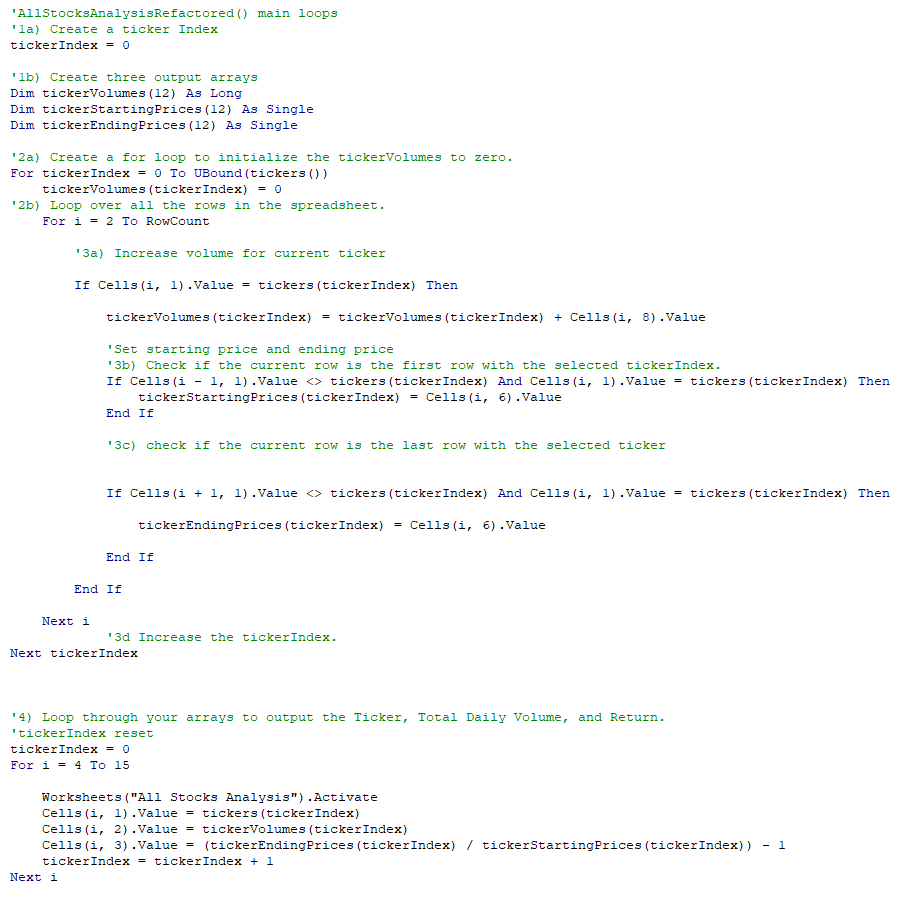 'AllStocksAnalysisRefactored() main loops
'1a) Create a ticker Index
tickerIndex = 0
'1b) Create three output arrays
Dim tickerVolumes(12) As Long
Dim tickerStartingPrices(12) As Single
Dim tickerEndingPrices(12) As Single
'2a) Create a for loop to initialize the tickerVolumes to zero.
For tickerIndex = 0 To UBound(tickers())
tickerVolumes(tickerIndex) = 0
'2b) Loop over all the rows in the spreadsheet.
For i = 2 To RowCount
'3a) Increase volume for current ticker
If Cells(i, 1).Value = tickers(tickerIndex) Then
tickerVolumes(tickerIndex) = tickerVolumes(tickerIndex) + Cells(i, 8).Value
'Set starting price and ending price
'3b) Check if the current row is the first row with the selected tickerIndex.
If Cells(i - 1, 1).Value <> tickers(tickerIndex) And Cells(i, 1).Value = tickers(tickerIndex) Then
tickerStartingPrices(tickerIndex) = Cells(i, 6).Value
End If
'3c) check if the current row is the last row with the selected ticker
If Cells(i + 1, 1).Value <> tickers(tickerIndex) And Cells(i, 1).Value = tickers(tickerIndex) Then
tickerEndingPrices(tickerIndex) = Cells(i, 6).Value
End If
End If
Next i
'3d Increase the tickerIndex.
Next tickerIndex
'4) Loop through your arrays to output the Ticker, Total Daily Volume, and Return.
'tickerIndex reset
tickerIndex = 0
For i = 4 To 15
Worksheets("All Stocks Analysis").Activate
Cells(i, 1).Value = tickers(tickerIndex)
Cells(i, 2).Value = tickerVolumes(tickerIndex)
Cells(i, 3).Value = (tickerEndingPrices(tickerIndex) / tickerStartingPrices(tickerIndex)) - 1
tickerIndex = tickerIndex + 1
Next i